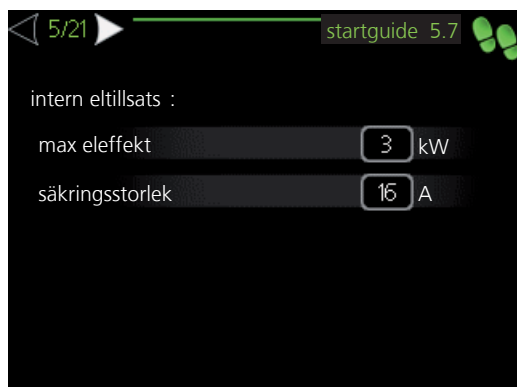 5/21 startguide 5.7
intern eltillsats :
max eleffekt 3 kW
säkringsstorlek 16 A